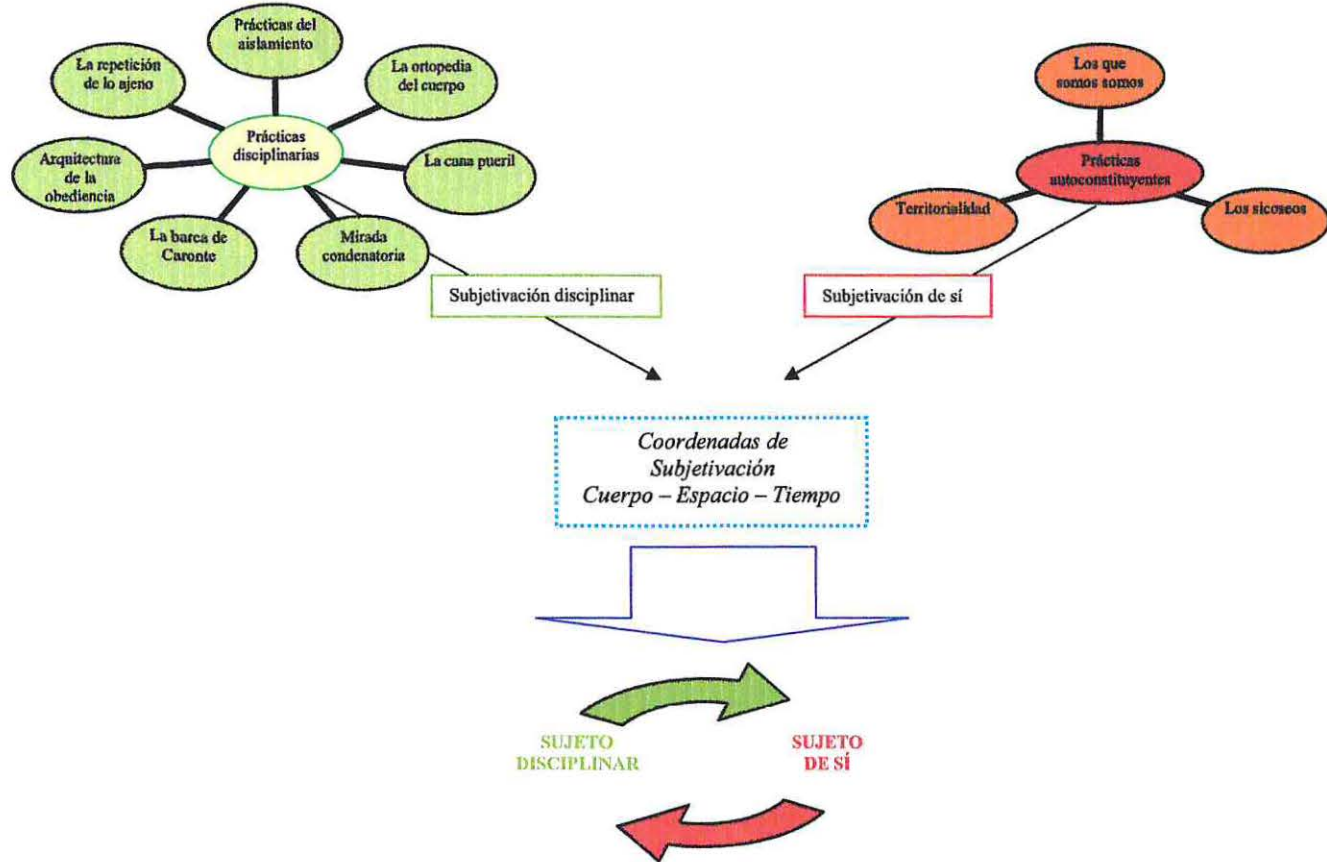 Prácticas del
aislamiento
La repetición
de lo ajeno
La ortopedia
del cuerpo
Prácticas
disciplinarias
Arquitectura
de la
obediencia
La cana pueril
La barca de
Caronte
Mirada
condenatoria
Los que
somos somos
Prácticas
autoconstituyentes
Territorialidad
Los sicoseos
Subjetivación disciplinar
Subjetivación de sí
Coordenadas de
Subjetivación
Cuerpo – Espacio – Tiempo
SUJETO
DISCIPLINAR
SUJETO
DE SÍ